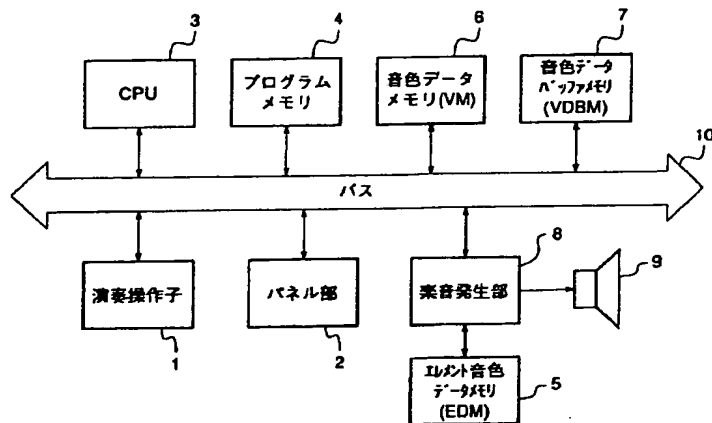 3
4
6
7
CPU
プログラム
メモリ
音色データ
メモリ(VM)
音色データ
バッファメモリ
(VDBM)
10
バス
8
9
演奏操作子
パネル部
楽音発生部
1
2
エレメント音色
データメモリ
(EDM)
5